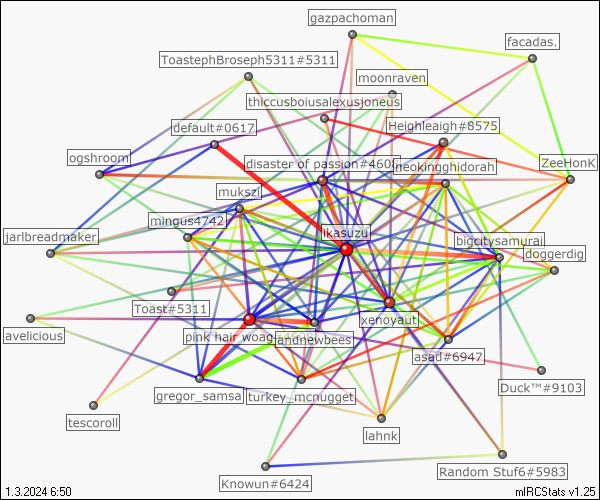 gazpachoman
facadas.
ToastephBroseph5311#5311
moonraven
thiccusboiusalexusjoneus
default#0617
Heighleaigh#8575
ogshroom
disaster of passion#460
neokingghidorah
ZeeHonK
mukszi
mingus4742
ikasuzu
jarlbreadmaker
bigcitysamurai
doggerdig
Toast#5311
xenoyaut
avelicious
pink hair woag
landnewbees
asad#6947
gregor_samsa
turkey_mcnugget
Duck™#9103
tescoroll
lahnk
Random Stuf6#5983
Knowun#6424
1.3.2024 6:50
mIRCStats v1.25